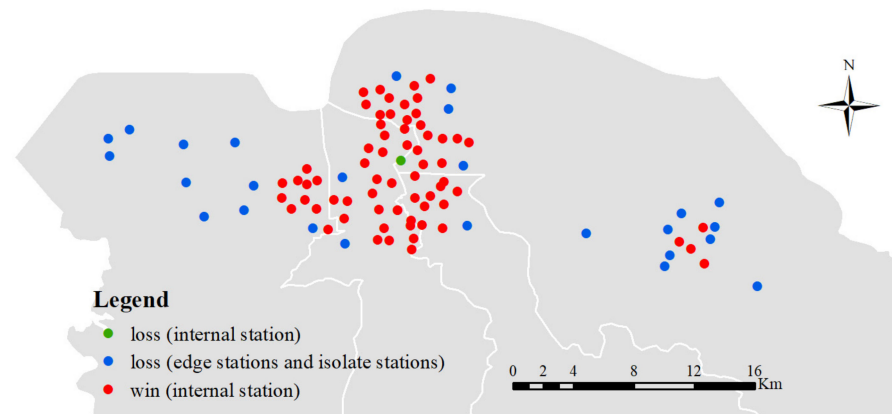 N
Legend
loss (internal station)
loss (edge stations and isolate stations)
win (internal station)
0 2 4 8 12 16
Km